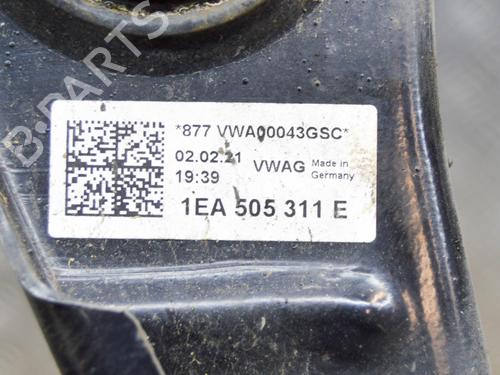 B-PARTS
*877 VWA00043GSC*
02.02.21 VWAG Made in
19:39 Germany
1EA 505 311 E